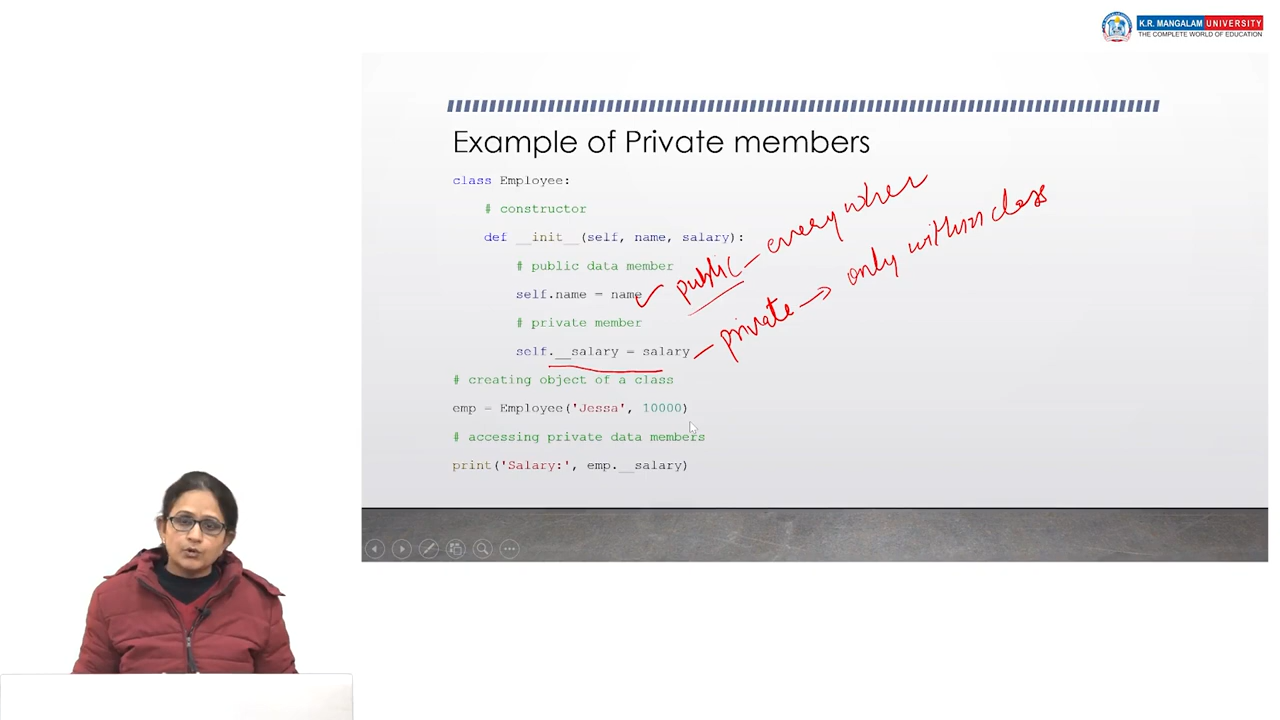 K.R. MANGALAM UNIVERSITY
THE COMPLETE WORLD OF EDUCATION
Example of Private members
class Employee:
# constructor
def __init__(self, name, salary):
# public data member
self.name = name
public - everywher
# private member
self.__salary = salary
private → only within class
# creating object of a class
emp = Employee('Jessa', 10000)
# accessing private data members
print('Salary:', emp.__salary)